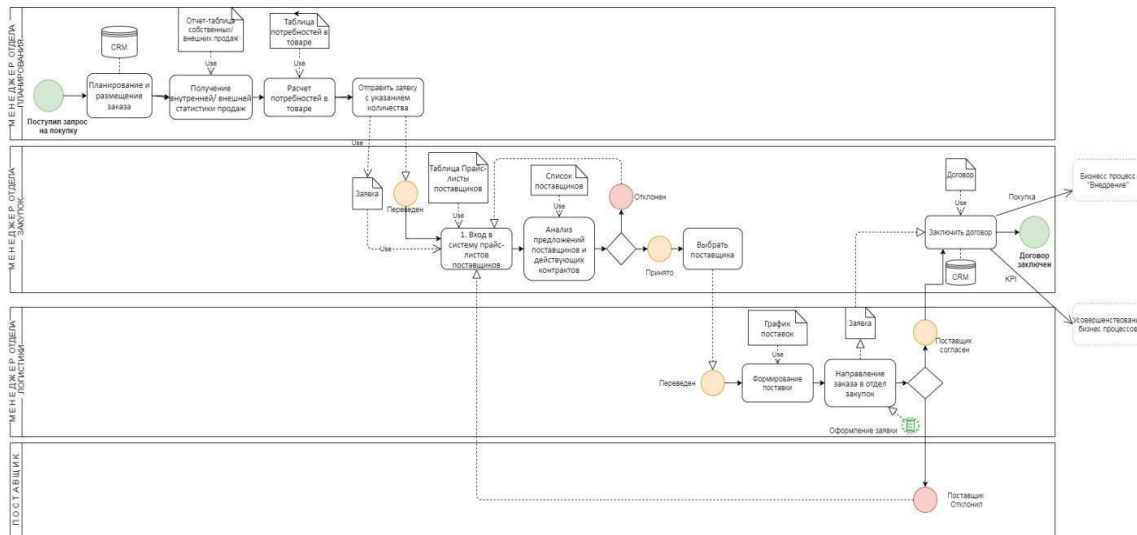 МЕНЕДЖЕР ОТДЕЛА
ПЛАНИРОВАНИЯ
Поступил запрос
на покупку
CRM
Планирование и
размещение
заказа
Отчет-таблица
собственных/
внешних продаж
Use
Получение
внутренней/ внешней
статистики продаж
Таблица
потребностей в
товаре
Use
Расчет
потребностей в
товаре
Отправить заявку
с указанием
количества
Use
МЕНЕДЖЕР ОТДЕЛА
ЗАКУПОК
Заявка
Переведен
Use
Таблица Прайс-
листы
поставщиков
Use
1. Вход в
систему прайс-
листов
поставщиков
Список
поставщиков
Use
Анализ
предложений
поставщиков и
действующих
контрактов
Отклонен
Принято
Выбрать
поставщика
Договор
Use
Заключить договор
CRM
Покупка
KPI
Договор
заключен
Бизнесс процесс
"Внедрение"
Усовершенствовани
бизнес процессов
МЕНЕДЖЕР ОТДЕЛА
ЛОГИСТИКИ
Переведен
График
поставок
Use
Формирование
поставки
Заявка
Направление
заказа в отдел
закупок
Оформление заявки
Поставщик
согласен
ПОСТАВЩИК
Поставщик
Отклонил